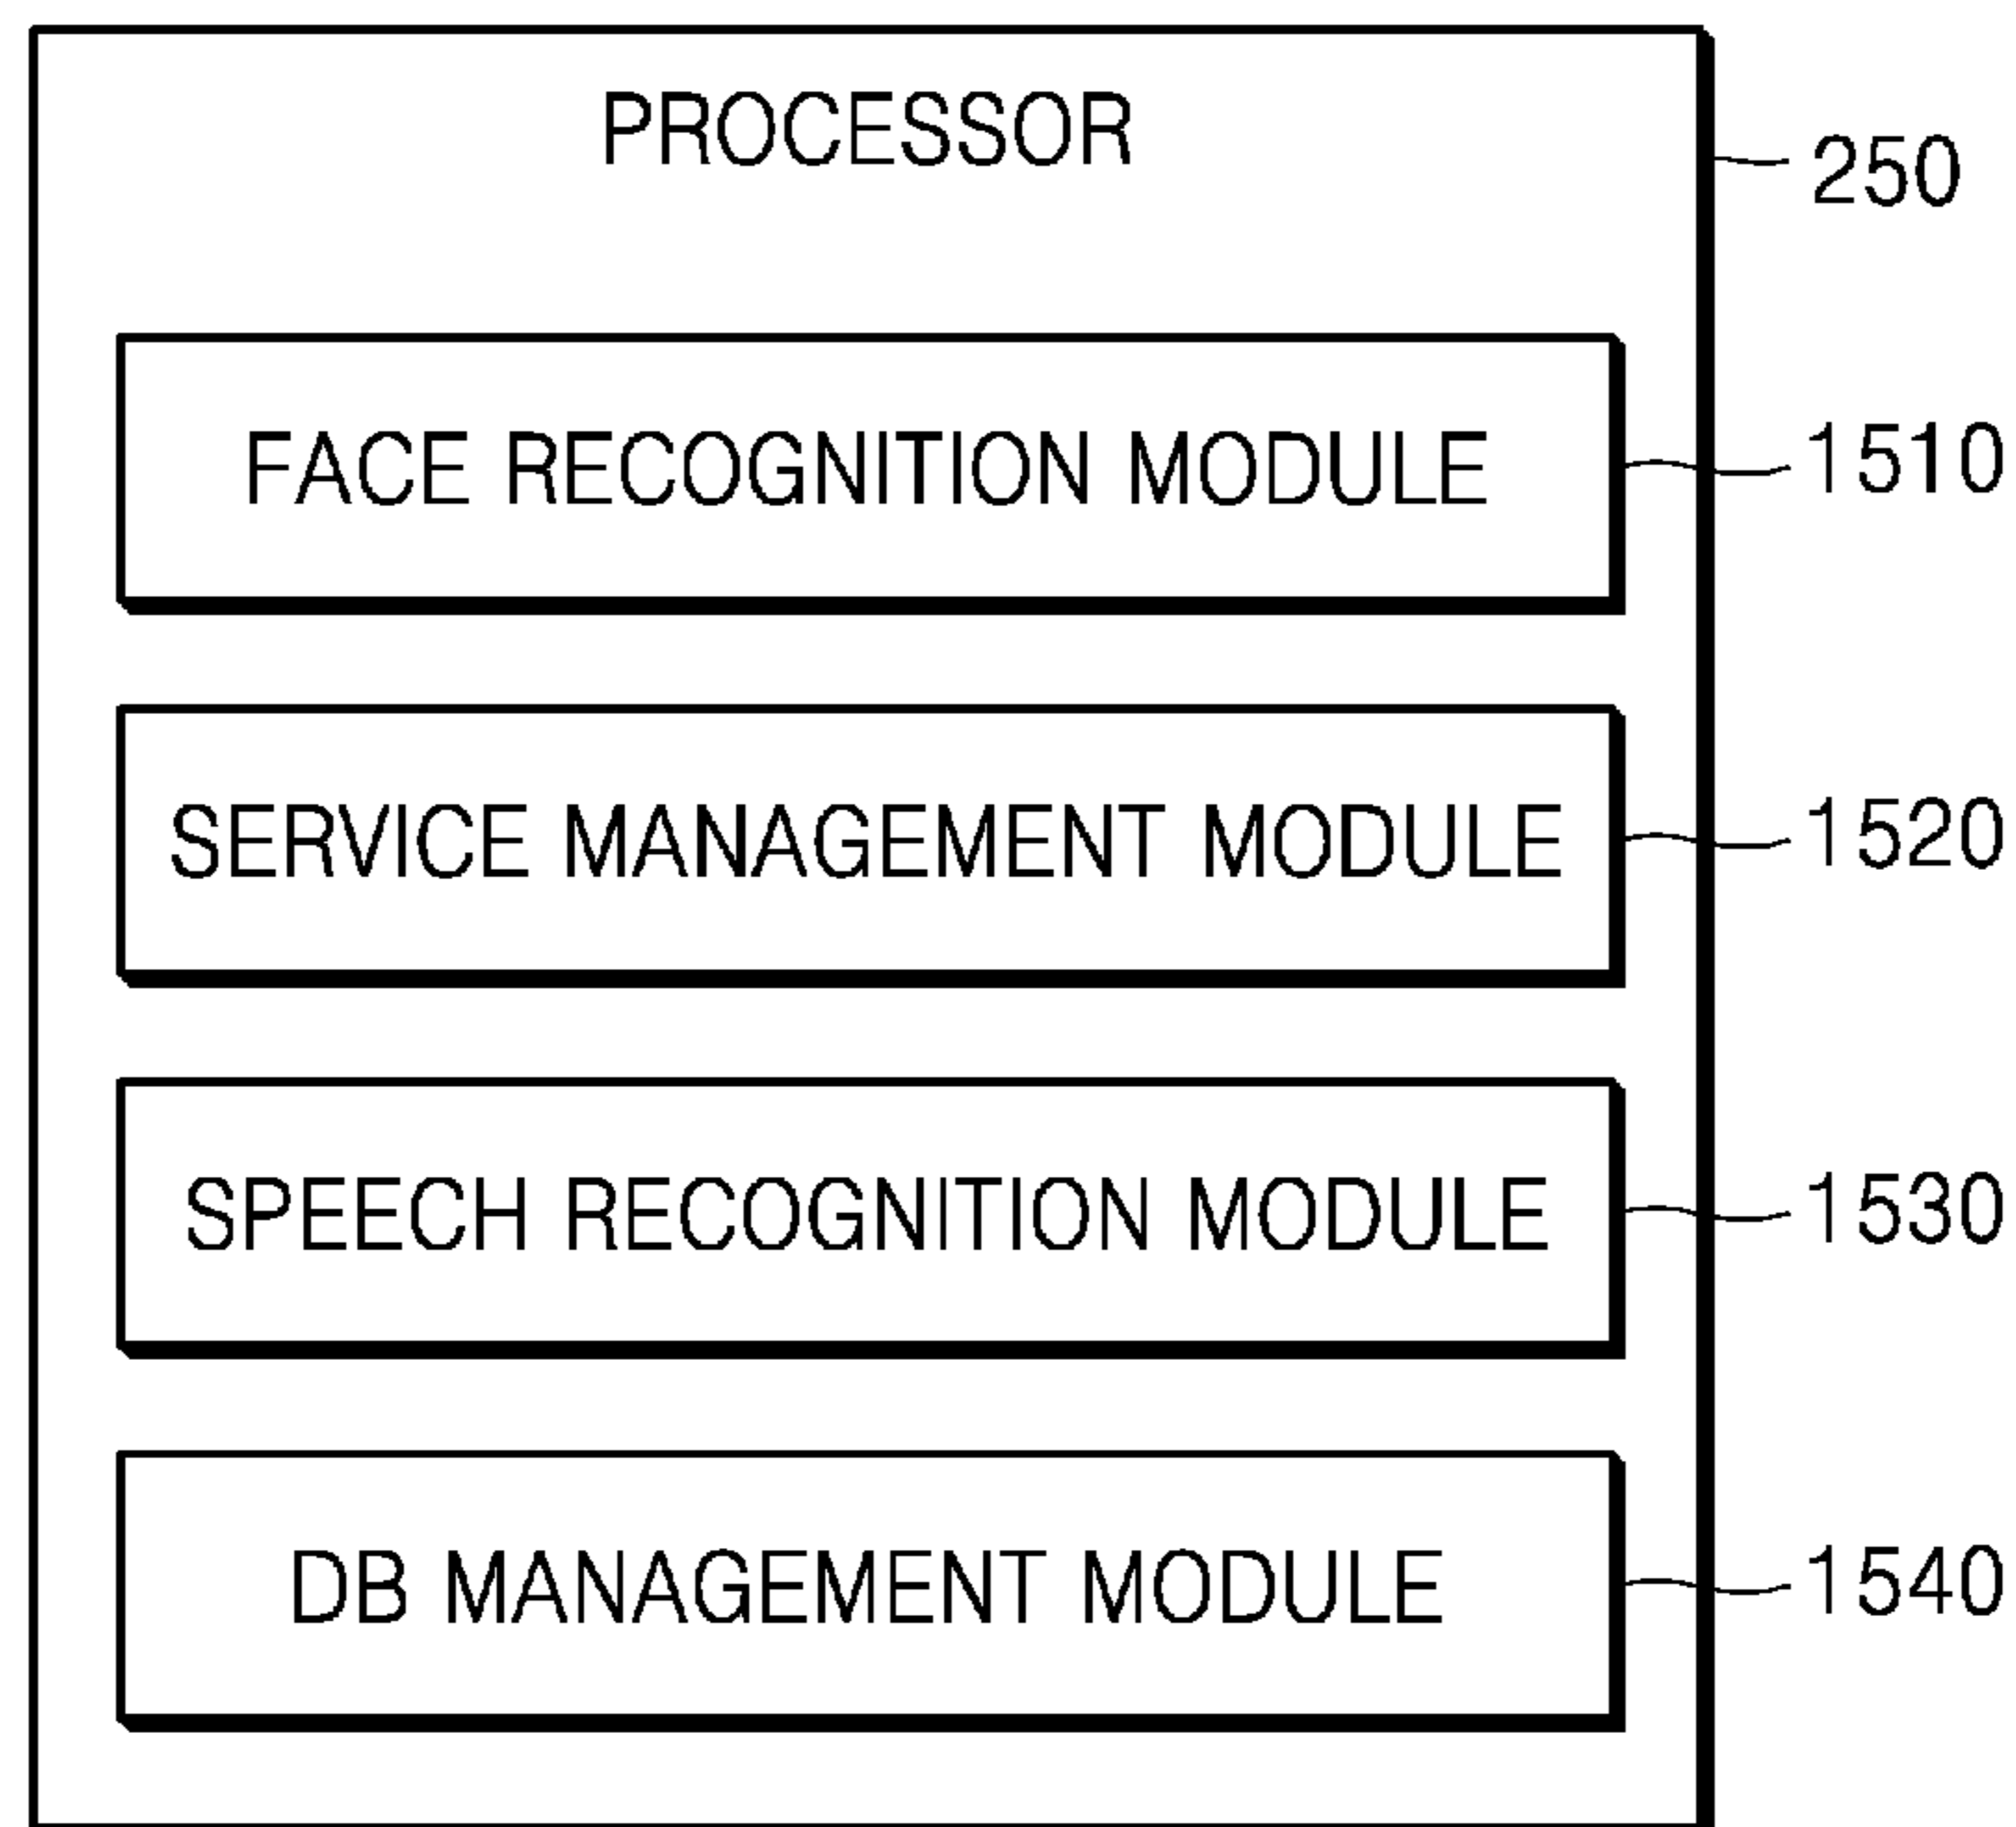 PROCESSOR
250
FACE RECOGNITION MODULE
1510
SERVICE MANAGEMENT MODULE
1520
SPEECH RECOGNITION MODULE
1530
DB MANAGEMENT MODULE
1540